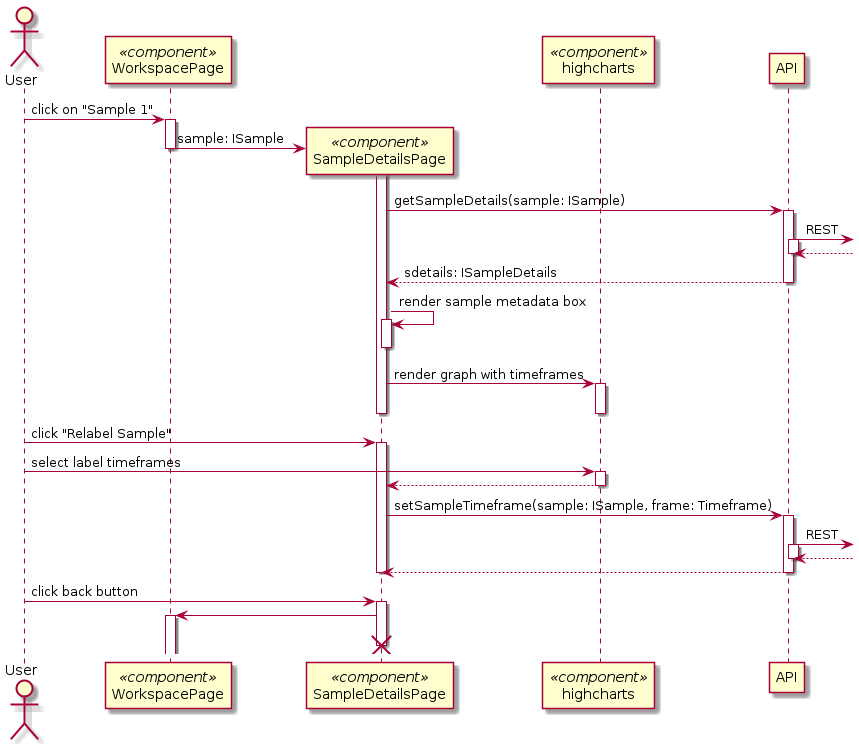 User
«component»
WorkspacePage
«component»
highcharts
API
click on "Sample 1"
sample: ISample
«component»
SampleDetailsPage
getSampleDetails(sample: ISample)
REST
sdetails: ISampleDetails
render sample metadata box
render graph with timeframes
click "Relabel Sample"
select label timeframes
setSampleTimeframe(sample: ISample, frame: Timeframe)
REST
click back button
User
«component»
WorkspacePage
«component»
SampleDetailsPage
«component»
highcharts
API